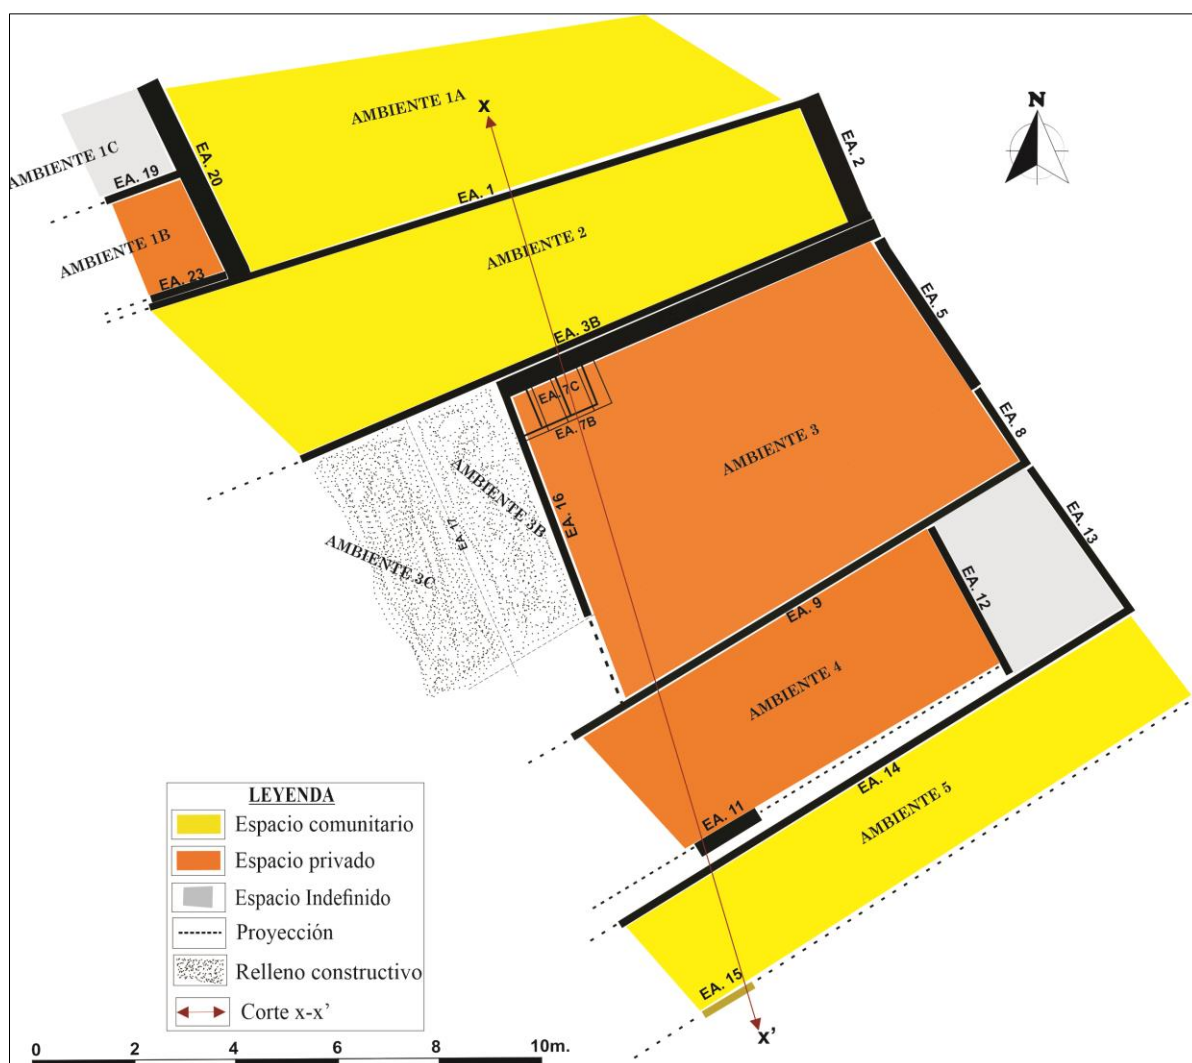 AMBIENTE 1A
X
N
AMBIENTE 1C
EA. 19
EA. 20
EA. 1
EA. 2
AMBIENTE 1B
EA. 23
AMBIENTE 2
EA. 3B
EA. 5
EA. 7C
EA. 7B
EA. 8
AMBIENTE 3
AMBIENTE 3B
EA. 16
EA. 17
AMBIENTE 3C
EA. 13
EA. 12
EA. 9
AMBIENTE 4
EA. 14
EA. 11
AMBIENTE 5
EA. 15
X'
LEYENDA
Espacio comunitario
Espacio privado
Espacio Indefinido
Proyección
Relleno constructivo
Corte x-x’
0 2 4 6 8 10m.